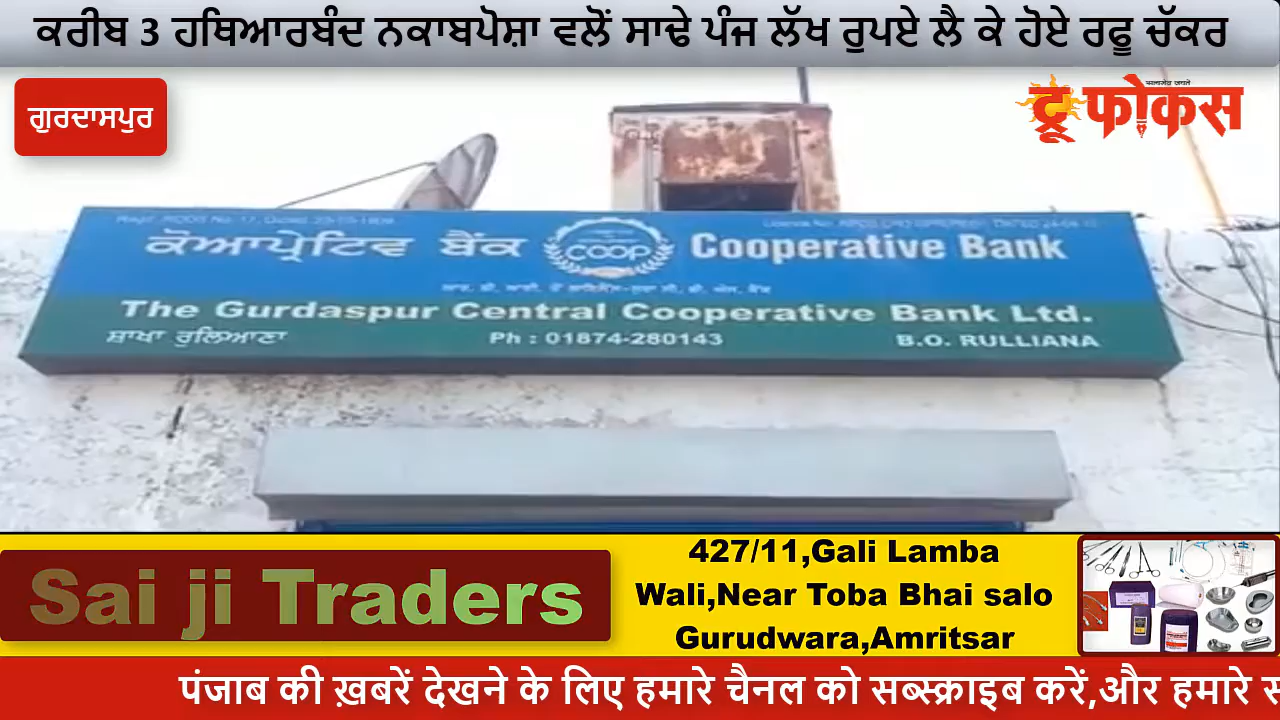 ਕਰੀਬ 3 ਹਥਿਆਰਬੰਦ ਨਕਾਬਪੋਸ਼ਾ ਵਲੋਂ ਸਾਢੇ ਪੰਜ ਲੱਖ ਰੁਪਏ ਲੈ ਕੇ ਹੋਏ ਰਫੂ ਚੱਕਰ
ਗੁਰਦਾਸਪੁਰ
ट्रू फोकस
ਕੋਆਪ੍ਰੇਟਿਵ ਬੈਂਕ COOP Cooperative Bank
The Gurdaspur Central Cooperative Bank Ltd.
ਸ਼ਾਖਾ ਰੁਲਿਆਣਾ Ph : 01874-280143 B.O. RULLIANA
Sai ji Traders
427/11,Gali Lamba
Wali,Near Toba Bhai salo
Gurudwara,Amritsar
पंजाब की ख़बरें देखने के लिए हमारे चैनल को सब्स्क्राइब करें,और हमारे